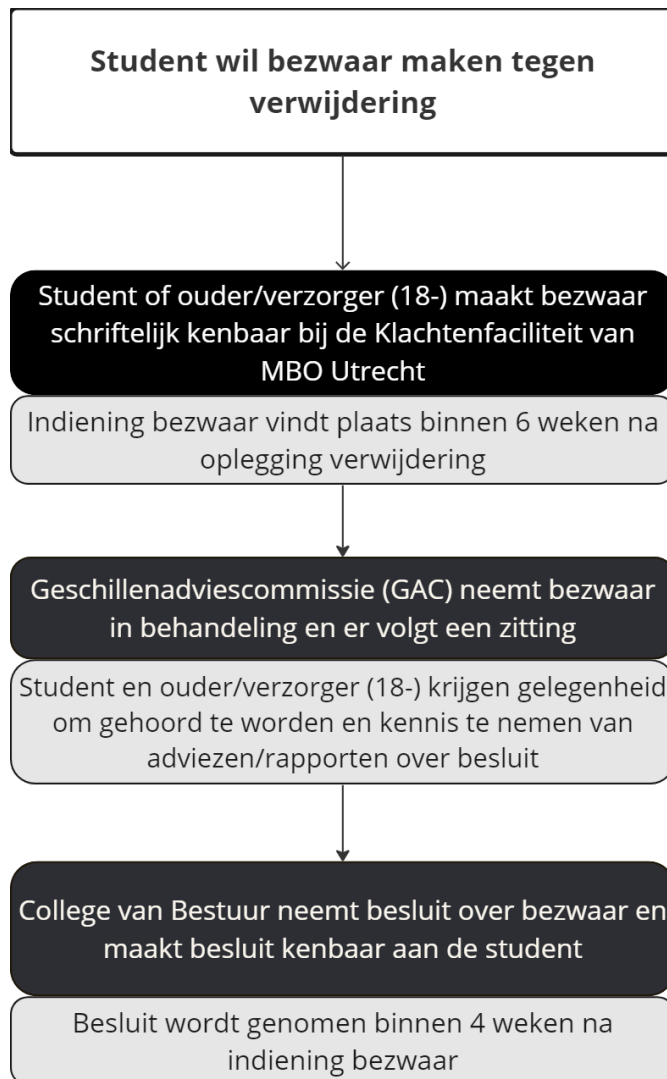 Student wil bezwaar maken tegen
verwijdering
Student of ouder/verzorger (18-) maakt bezwaar
schriftelijk kenbaar bij de Klachtenfaciliteit van
MBO Utrecht
Indiening bezwaar vindt plaats binnen 6 weken na
oplegging verwijdering
Geschillenadviescommissie (GAC) neemt bezwaar
in behandeling en er volgt een zitting
Student en ouder/verzorger (18-) krijgen gelegenheid
om gehoord te worden en kennis te nemen van
adviezen/rapporten over besluit
College van Bestuur neemt besluit over bezwaar en
maakt besluit kenbaar aan de student
Besluit wordt genomen binnen 4 weken na
indiening bezwaar